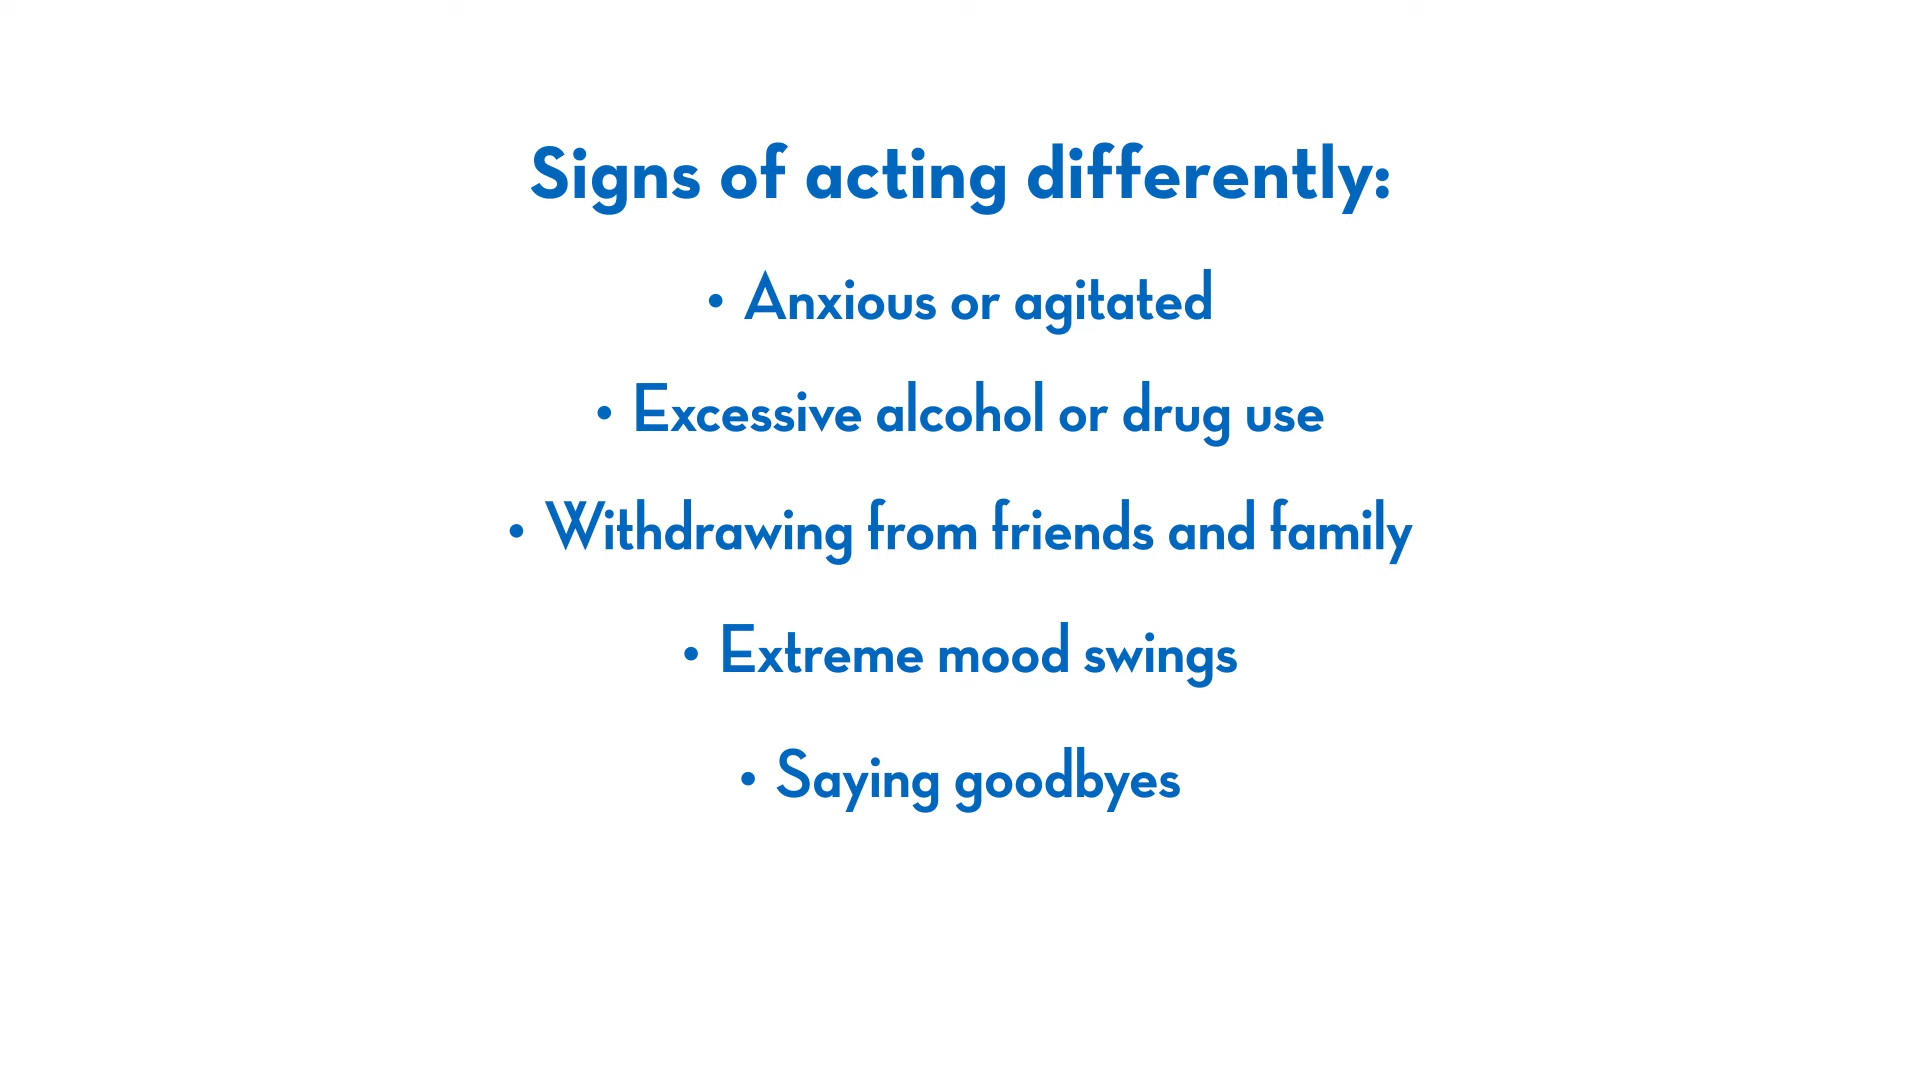 Signs of acting differently:
• Anxious or agitated
• Excessive alcohol or drug use
• Withdrawing from friends and family
• Extreme mood swings
• Saying goodbyes